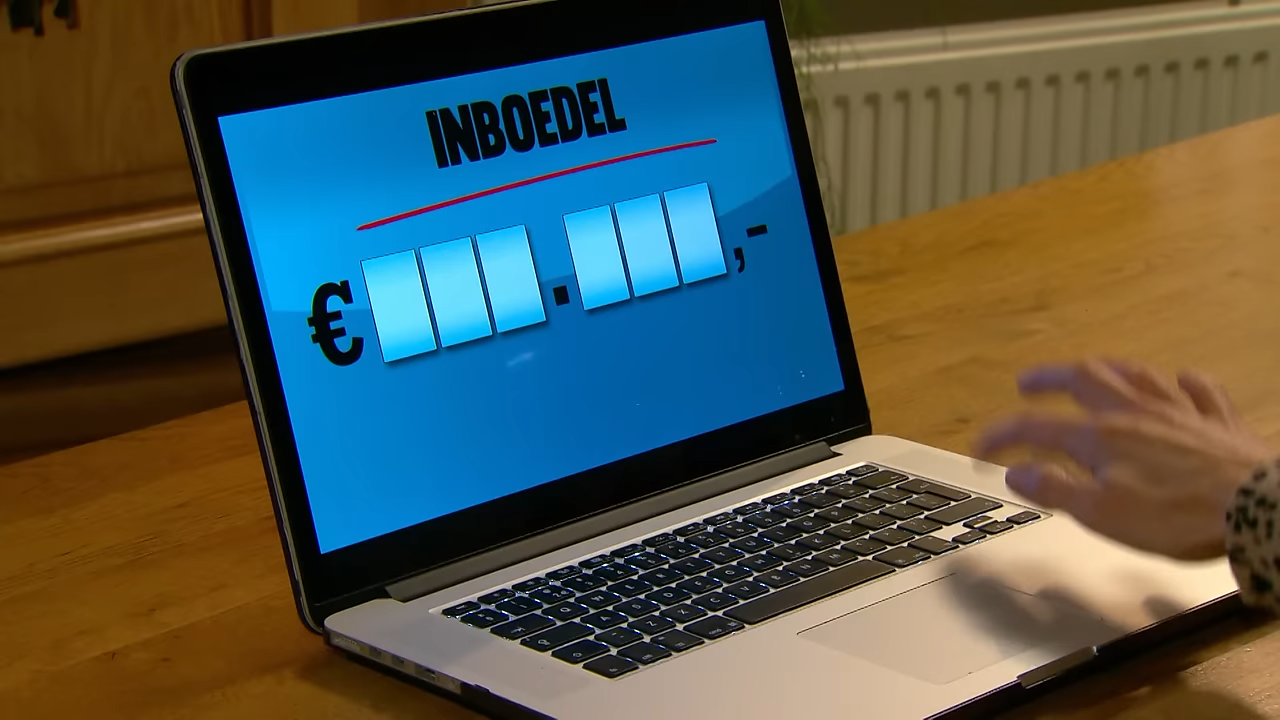 INBOEDEL
€ . ,-